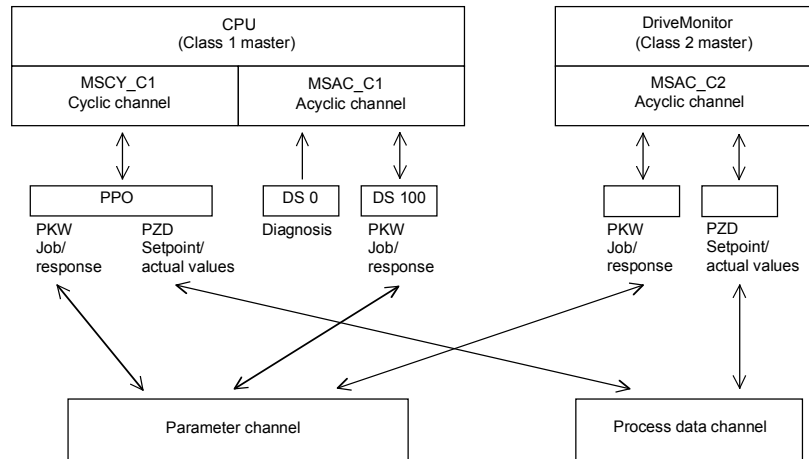 CPU
(Class 1 master)
DriveMonitor
(Class 2 master)
MSCY_C1
Cyclic channel
MSAC_C1
Acyclic channel
MSAC_C2
Acyclic channel
PPO
DS 0
DS 100
PKW
Job/
response
PZD
Setpoint/
actual values
Diagnosis
PKW
Job/
response
PKW
Job/
response
PZD
Setpoint/
actual values
Parameter channel
Process data channel